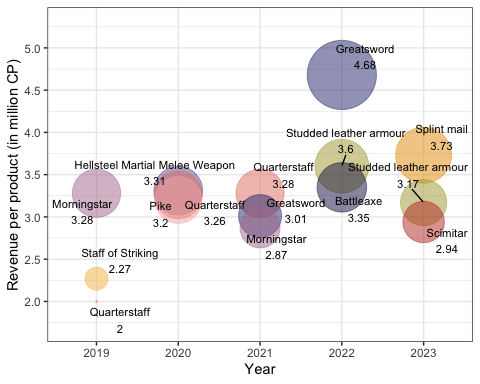 Revenue per product (in million CP)
5.0
4.5
4.0
3.5
3.0
2.5
2.0
Greatsword
4.68
Studded leather armour
3.6
Splint mail
3.73
Hellsteel Martial Melee Weapon
3.31
Quarterstaff
3.28
Studded leather armour
3.17
Morningstar
3.28
Pike
3.2
Quarterstaff
3.26
Greatsword
3.01
Battleaxe
3.35
Morningstar
2.87
Scimitar
2.94
Staff of Striking
2.27
Quarterstaff
2
2019
2020
2021
2022
2023
Year